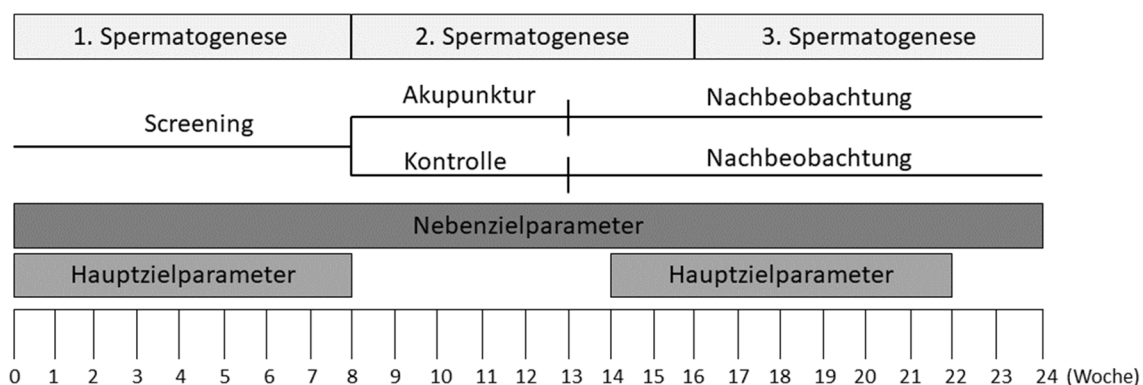 1. Spermatogenese 2. Spermatogenese 3. Spermatogenese
Akupunktur Nachbeobachtung
Screening
Kontrolle Nachbeobachtung
Nebenzielparameter
Hauptzielparameter Hauptzielparameter
0 1 2 3 4 5 6 7 8 9 10 11 12 13 14 15 16 17 18 19 20 21 22 23 24 (Woche)